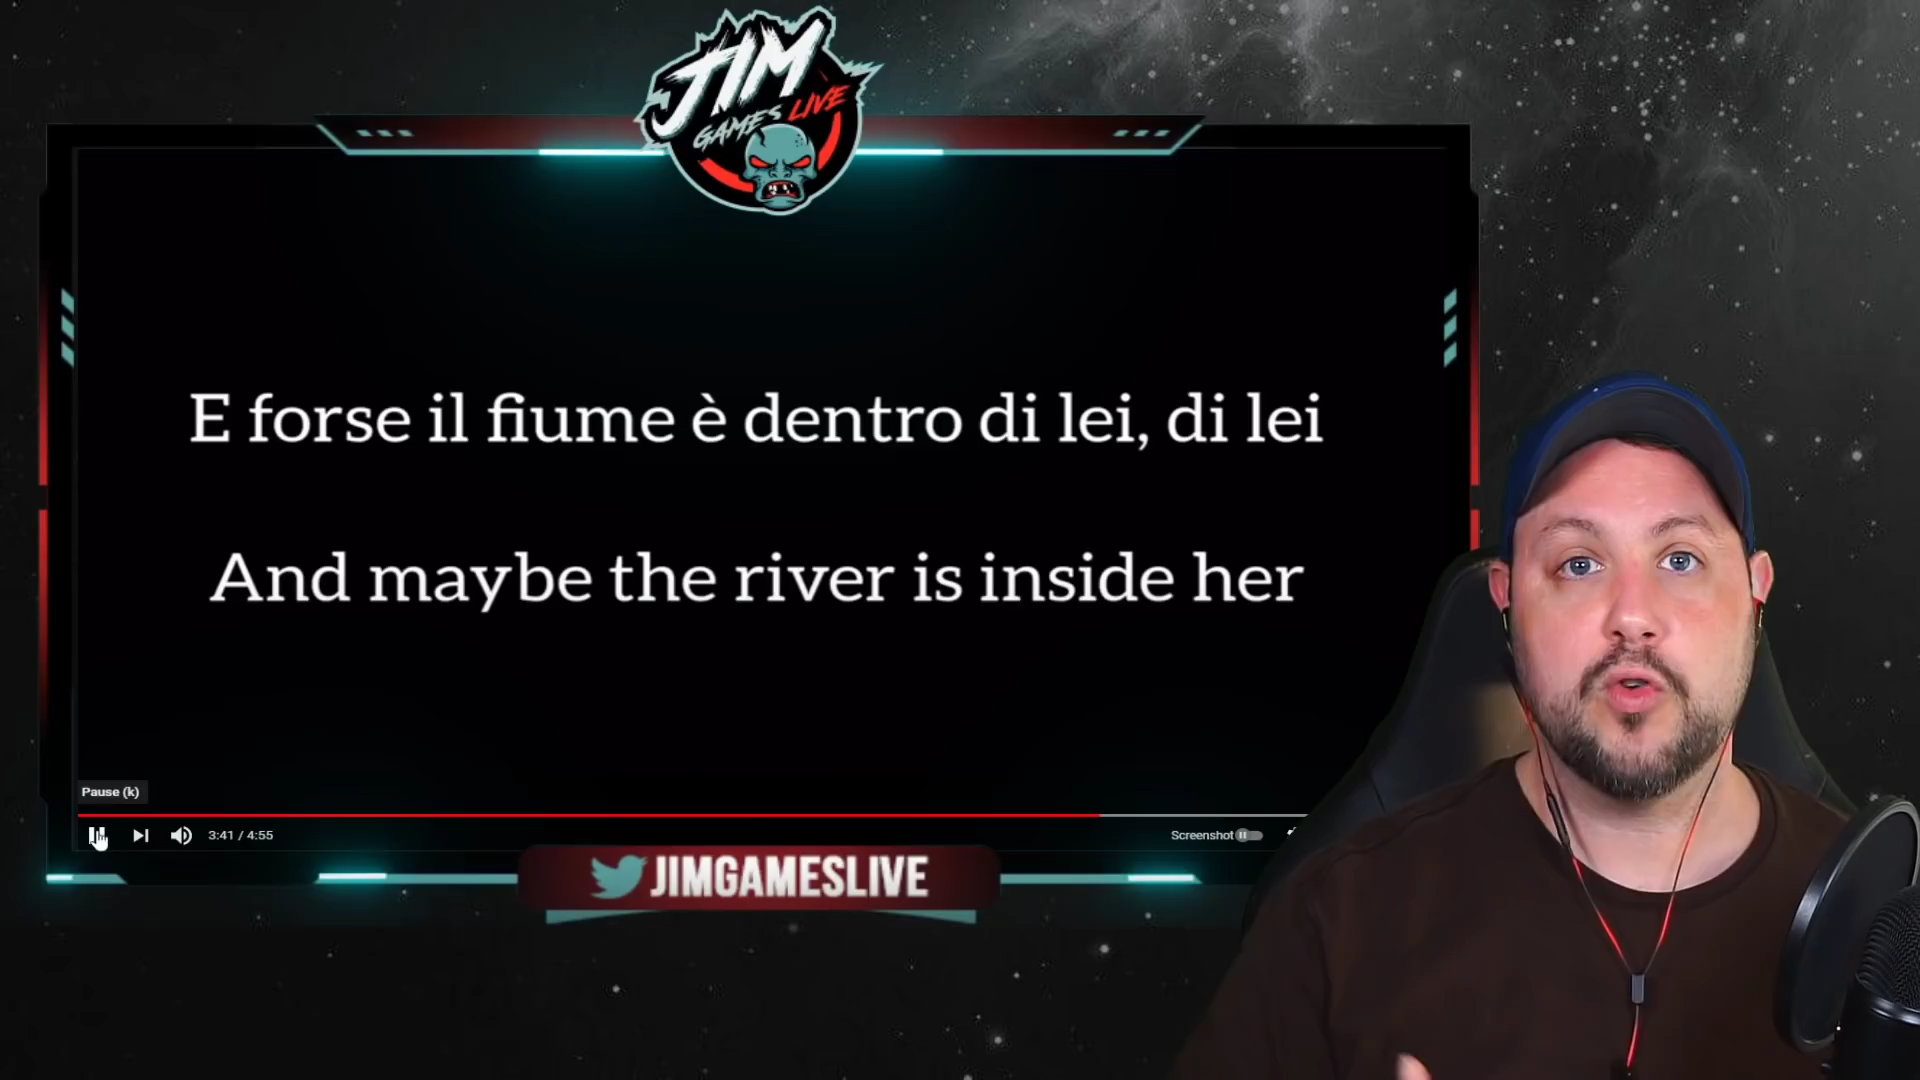 JIM
GAMES LIVE
E forse il fiume è dentro di lei, di lei
And maybe the river is inside her
Pause (k)
3:41 / 4:55
Screenshot
JIMGAMESLIVE